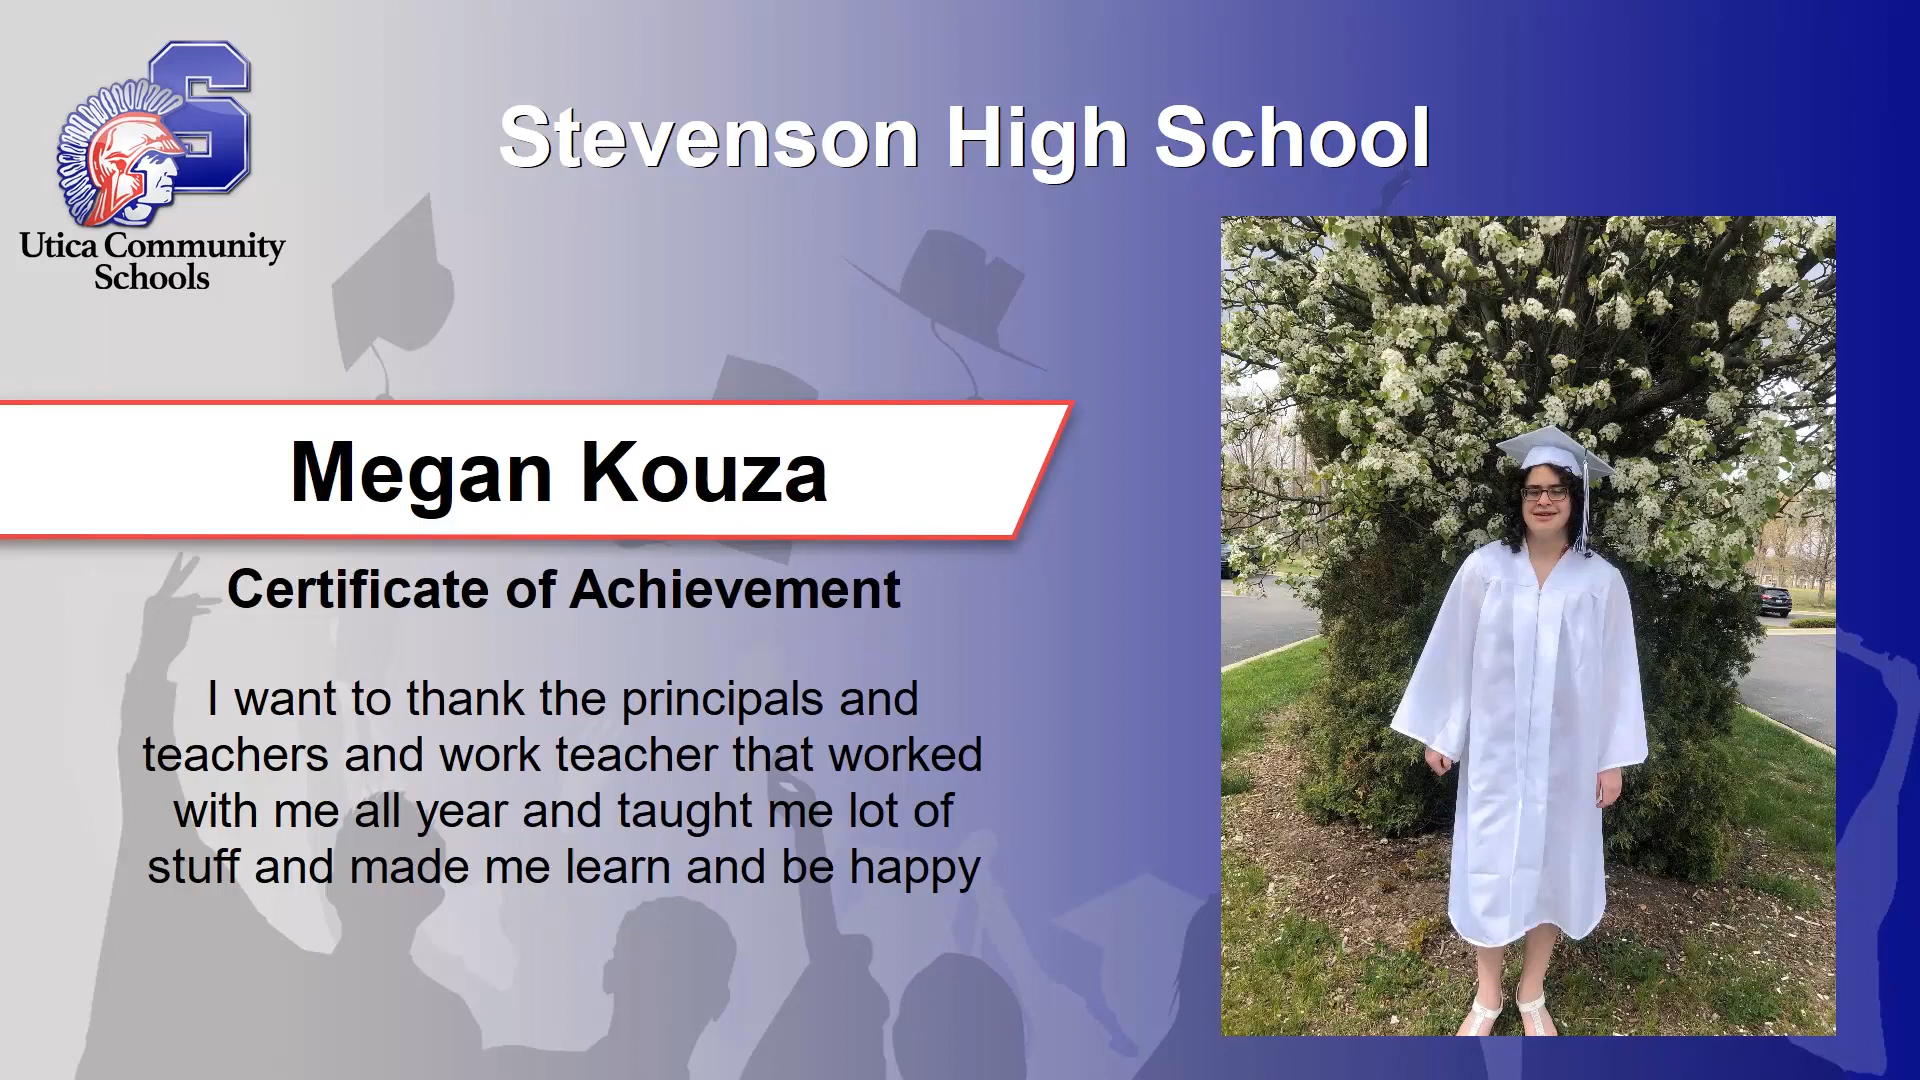 S
Utica Community
Schools
Stevenson High School
Megan Kouza
Certificate of Achievement
I want to thank the principals and
teachers and work teacher that worked
with me all year and taught me lot of
stuff and made me learn and be happy